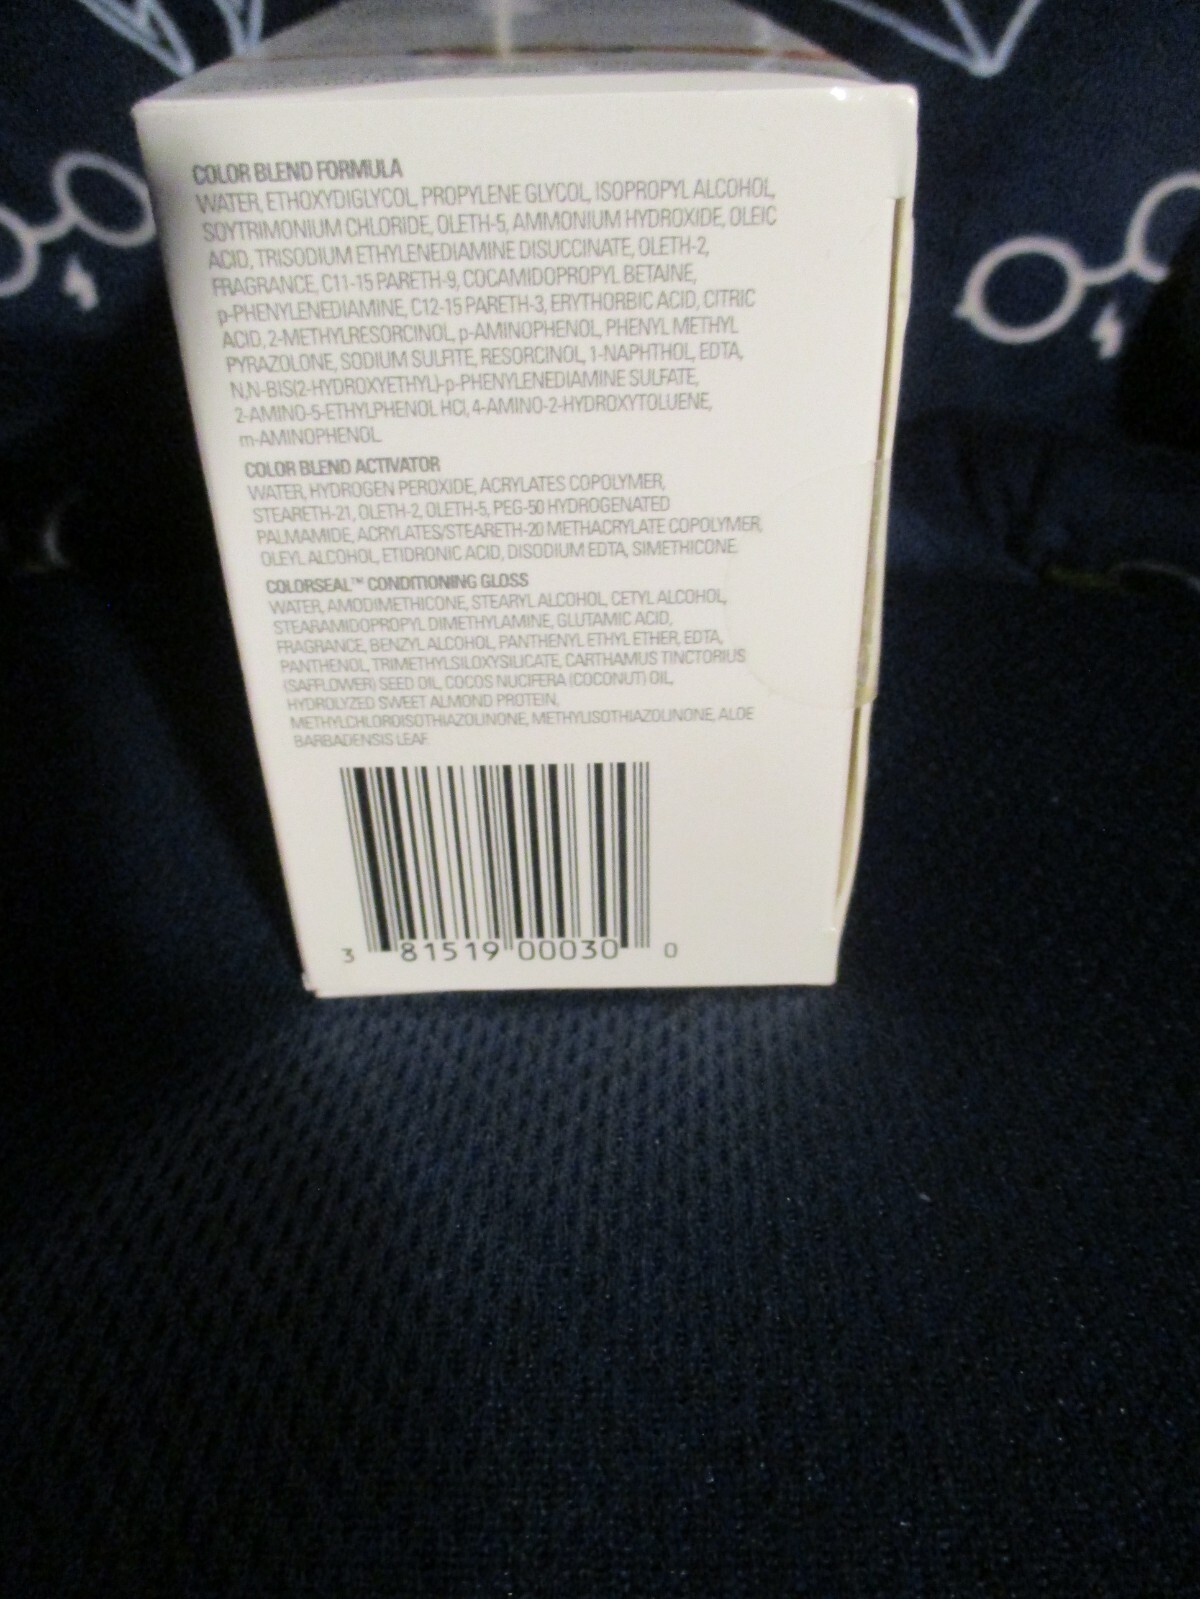 COLOR BLEND FORMULA
WATER, ETHOXYDIGLYCOL, PROPYLENE GLYCOL, ISOPROPYL ALCOHOL,
SOYTRIMONIUM CHLORIDE, OLETH-5, AMMONIUM HYDROXIDE, OLEIC
ACID, TRISODIUM ETHYLENEDIAMINE DISUCCINATE, OLETH-2,
FRAGRANCE, C11-15 PARETH-9, COCAMIDOPROPYL BETAINE,
p-PHENYLENEDIAMINE, C12-15 PARETH-3, ERYTHORBIC ACID, CITRIC
ACID, 2-METHYLRESORCINOL, p-AMINOPHENOL, PHENYL METHYL
PYRAZOLONE, SODIUM SULFITE, RESORCINOL, 1-NAPHTHOL, EDTA,
N,N-BIS(2-HYDROXYETHYL)-p-PHENYLENEDIAMINE SULFATE,
2-AMINO-5-ETHYLPHENOL HCl, 4-AMINO-2-HYDROXYTOLUENE,
m-AMINOPHENOL.
COLOR BLEND ACTIVATOR
WATER, HYDROGEN PEROXIDE, ACRYLATES COPOLYMER,
STEARETH-21, OLETH-2, OLETH-5, PEG-50 HYDROGENATED
PALMAMIDE, ACRYLATES/STEARETH-20 METHACRYLATE COPOLYMER,
OLEYL ALCOHOL, ETIDRONIC ACID, DISODIUM EDTA, SIMETHICONE.
COLORSEAL™ CONDITIONING GLOSS
WATER, AMODIMETHICONE, STEARYL ALCOHOL, CETYL ALCOHOL,
STEARAMIDOPROPYL DIMETHYLAMINE, GLUTAMIC ACID,
FRAGRANCE, BENZYL ALCOHOL, PANTHENYL ETHYL ETHER, EDTA,
PANTHENOL, TRIMETHYLSILOXYSILICATE, CARTHAMUS TINCTORIUS
(SAFFLOWER) SEED OIL, COCOS NUCIFERA (COCONUT) OIL,
HYDROLYZED SWEET ALMOND PROTEIN,
METHYLCHLOROISOTHIAZOLINONE, METHYLISOTHIAZOLINONE, ALOE
BARBADENSIS LEAF.
3 81519 00030 0